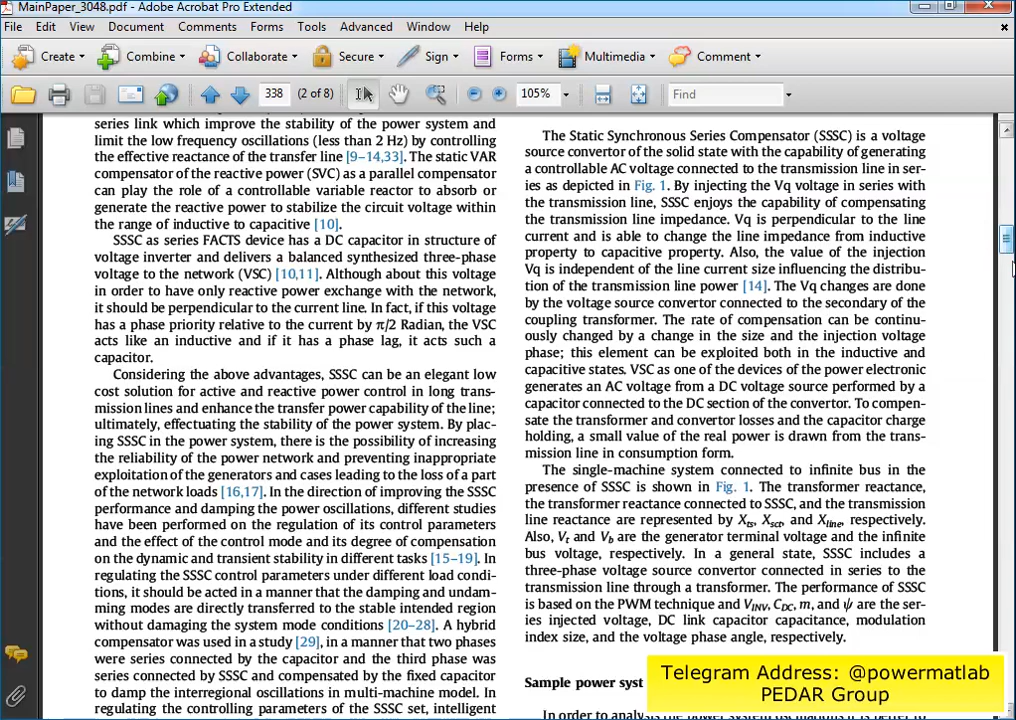 MainPaper_3048.pdf - Adobe Acrobat Pro Extended
File Edit View Document Comments Forms Tools Advanced Window Help
Create Combine Collaborate Secure Sign Forms Multimedia Comment
338 (2 of 8) 105% Find
series link which improve the stability of the power system and
limit the low frequency oscillations (less than 2 Hz) by controlling
the effective reactance of the transfer line [9–14,33]. The static VAR
compensator of the reactive power (SVC) as a parallel compensator
can play the role of a controllable variable reactor to absorb or
generate the reactive power to stabilize the circuit voltage within
the range of inductive to capacitive [10].
SSSC as series FACTS device has a DC capacitor in structure of
voltage inverter and delivers a balanced synthesized three-phase
voltage to the network (VSC) [10,11]. Although about this voltage
in order to have only reactive power exchange with the network,
it should be perpendicular to the current line. In fact, if this voltage
has a phase priority relative to the current by π/2 Radian, the VSC
acts like an inductive and if it has a phase lag, it acts such a
capacitor.
Considering the above advantages, SSSC can be an elegant low
cost solution for active and reactive power control in long trans-
mission lines and enhance the transfer power capability of the line;
ultimately, effectuating the stability of the power system. By plac-
ing SSSC in the power system, there is the possibility of increasing
the reliability of the power network and preventing inappropriate
exploitation of the generators and cases leading to the loss of a part
of the network loads [16,17]. In the direction of improving the SSSC
performance and damping the power oscillations, different studies
have been performed on the regulation of its control parameters
and the effect of the control mode and its degree of compensation
on the dynamic and transient stability in different tasks [15–19]. In
regulating the SSSC control parameters under different load condi-
tions, it should be acted in a manner that the damping and undam-
ming modes are directly transferred to the stable intended region
without damaging the system mode conditions [20–28]. A hybrid
compensator was used in a study [29], in a manner that two phases
were series connected by the capacitor and the third phase was
series connected by SSSC and compensated by the fixed capacitor
to damp the interregional oscillations in multi-machine model. In
regulating the controlling parameters of the SSSC set, intelligent
The Static Synchronous Series Compensator (SSSC) is a voltage
source convertor of the solid state with the capability of generating
a controllable AC voltage connected to the transmission line in ser-
ies as depicted in Fig. 1. By injecting the Vq voltage in series with
the transmission line, SSSC enjoys the capability of compensating
the transmission line impedance. Vq is perpendicular to the line
current and is able to change the line impedance from inductive
property to capacitive property. Also, the value of the injection
Vq is independent of the line current size influencing the distribu-
tion of the transmission line power [14]. The Vq changes are done
by the voltage source convertor connected to the secondary of the
coupling transformer. The rate of compensation can be continu-
ously changed by a change in the size and the injection voltage
phase; this element can be exploited both in the inductive and
capacitive states. VSC as one of the devices of the power electronic
generates an AC voltage from a DC voltage source performed by a
capacitor connected to the DC section of the convertor. To compen-
sate the transformer and convertor losses and the capacitor charge
holding, a small value of the real power is drawn from the trans-
mission line in consumption form.
The single-machine system connected to infinite bus in the
presence of SSSC is shown in Fig. 1. The transformer reactance,
the transformer reactance connected to SSSC, and the transmission
line reactance are represented by Xts, Xsct, and Xline, respectively.
Also, Vt and Vb are the generator terminal voltage and the infinite
bus voltage, respectively. In a general state, SSSC includes a
three-phase voltage source convertor connected in series to the
transmission line through a transformer. The performance of SSSC
is based on the PWM technique and VINV, CDC, m, and ψ are the ser-
ies injected voltage, DC link capacitor capacitance, modulation
index size, and the voltage phase angle, respectively.
Sample power syst
In order to analysis the power system oscillations it is better to
Telegram Address: @powermatlab
PEDAR Group